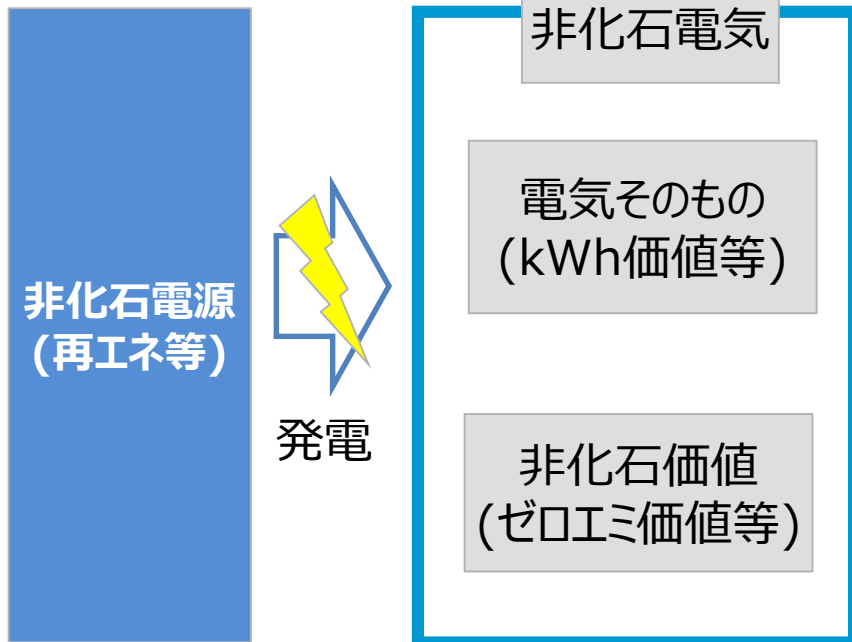 非化石電源
(再エネ等)
発電
非化石電気
電気そのもの
(kWh価値等)
非化石価値
(ゼロエミ価値等)